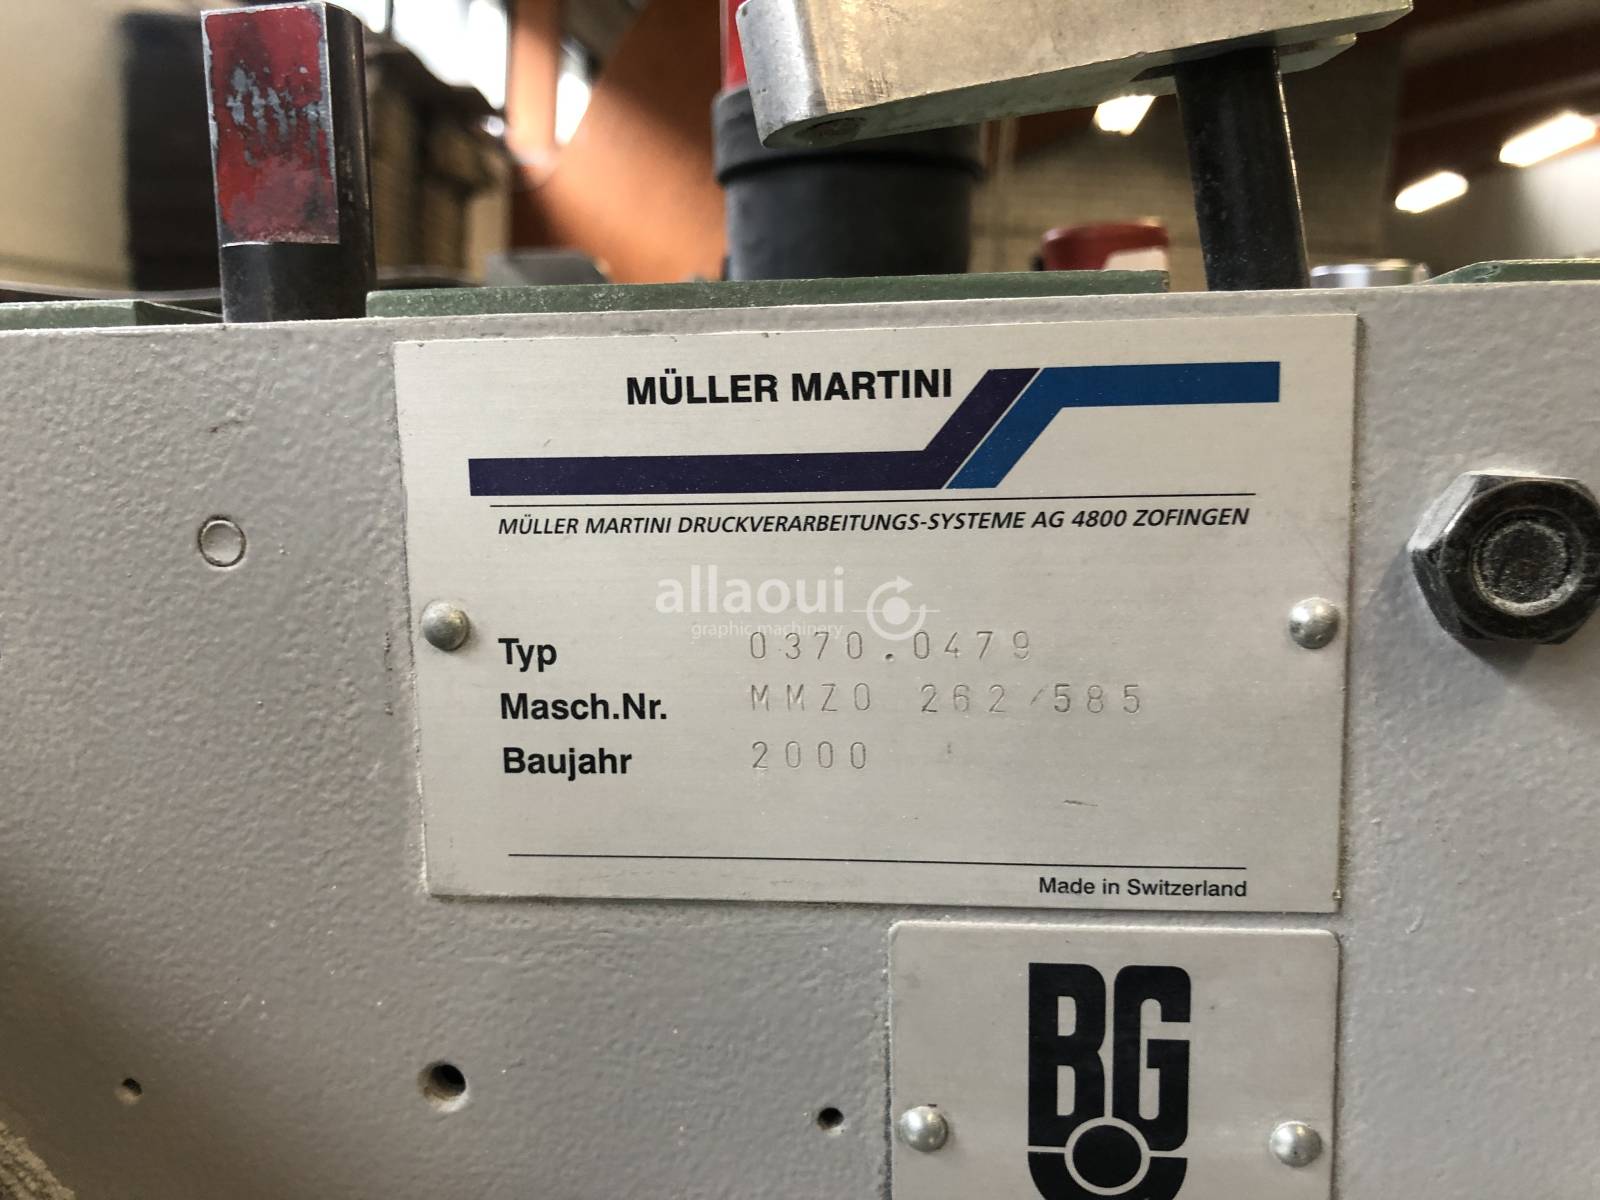 MÜLLER MARTINI
MÜLLER MARTINI DRUCKVERARBEITUNGS-SYSTEME AG 4800 ZOFINGEN
allaoui
graphic machinery
Typ 0370.0479
Masch.Nr. MMZO 262/585
Baujahr 2000
Made in Switzerland
BG